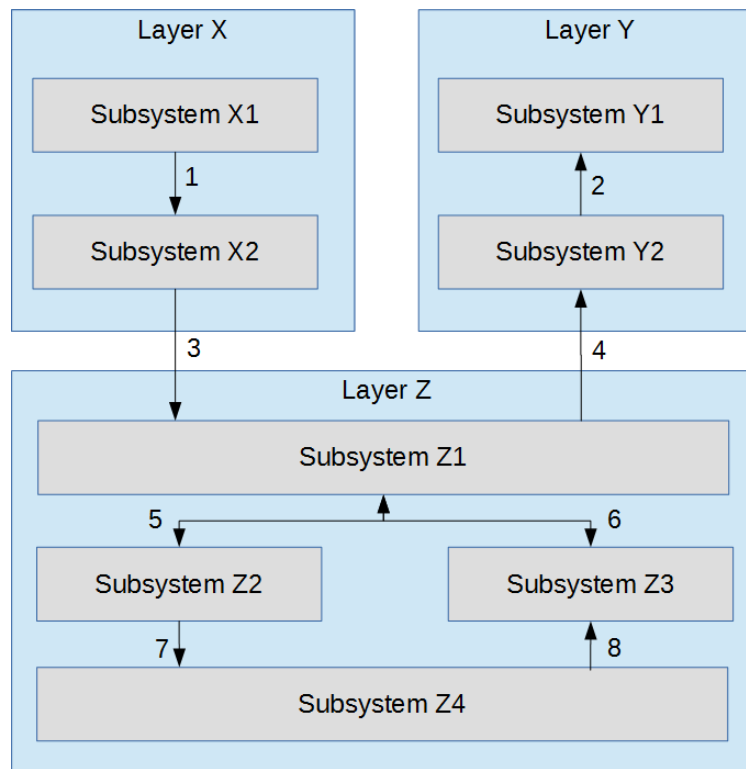 Layer X
Layer Y
Subsystem X1
Subsystem Y1
1
2
Subsystem X2
Subsystem Y2
3
4
Layer Z
Subsystem Z1
5
6
Subsystem Z2
Subsystem Z3
7
8
Subsystem Z4